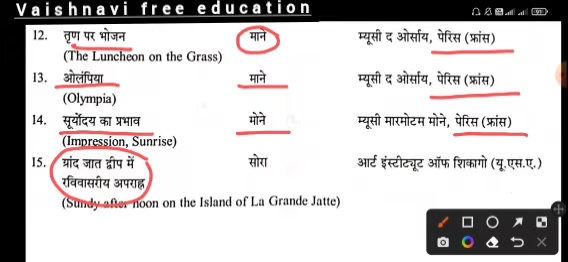 Vaishnavi free education
12. तृण पर भोजन माने म्यूसी द ओर्साय, पेरिस (फ्रांस)
(The Luncheon on the Grass)
13. ओलंपिया माने म्यूसी द ओर्साय, पेरिस (फ्रांस)
(Olympia)
14. सूर्योदय का प्रभाव मोने म्यूसी मारमोटम मोने, पेरिस (फ्रांस)
(Impression, Sunrise)
15. ग्रांद जात द्वीप में सोरा आर्ट इंस्टीट्यूट ऑफ शिकागो (यू.एस.ए.)
रविवासरीय अपराह्न
(Sundy after noon on the Island of La Grande Jatte)